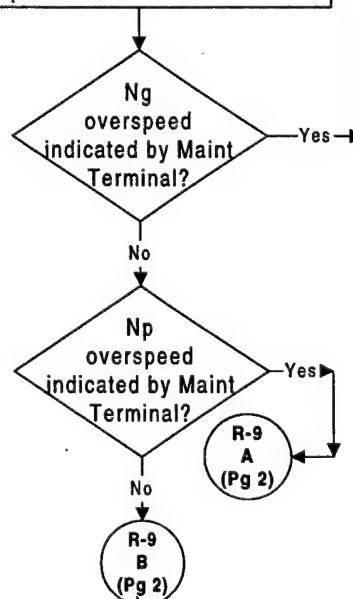 Ng
overspeed
indicated by Maint
Terminal?
Yes
No
Np
overspeed
indicated by Maint
Terminal?
Yes
R-9
A
(Pg 2)
No
R-9
B
(Pg 2)